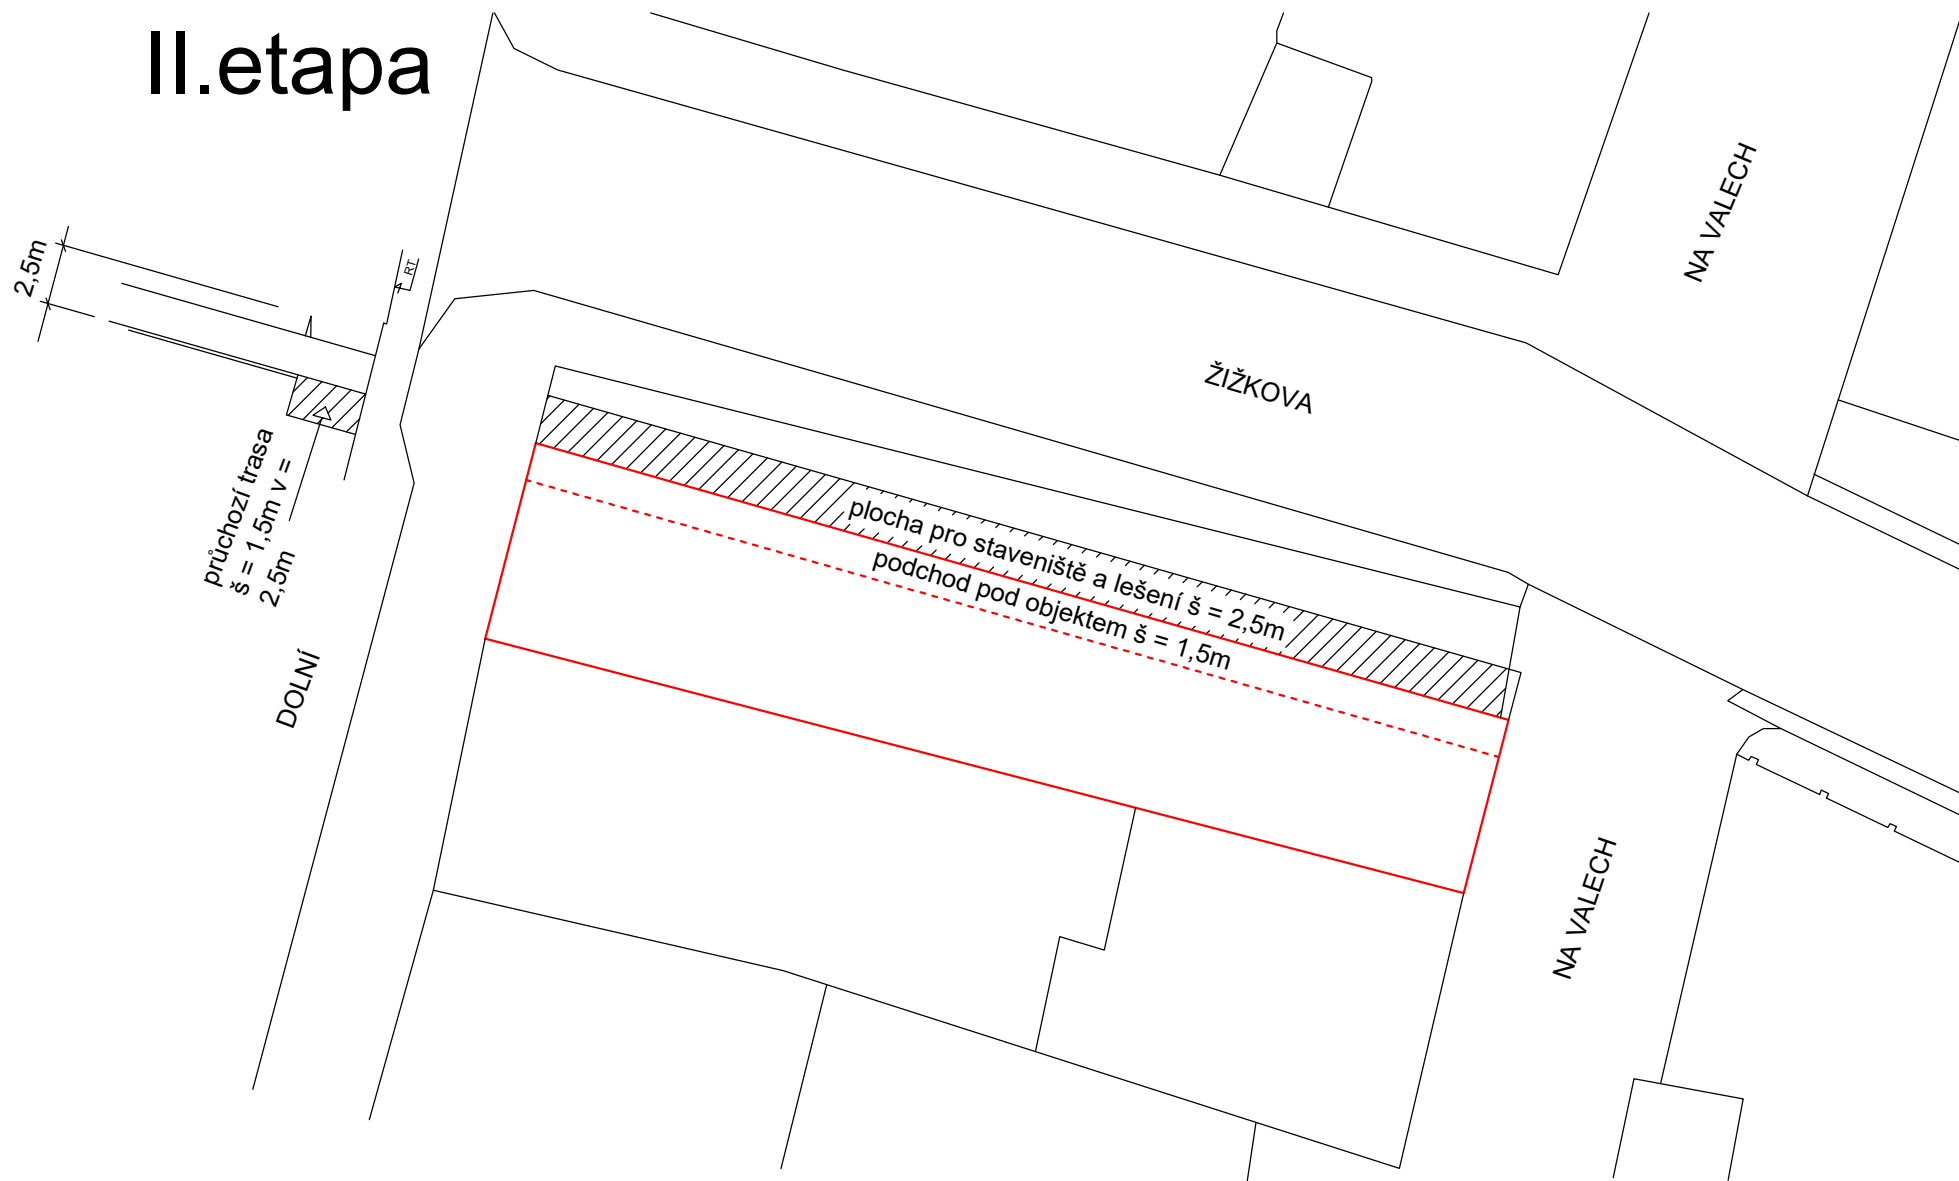 II.etapa
NA VALECH
2,5m
RT
ŽIŽKOVA
průchozí trasa
š = 1,5m v =
2,5m
plocha pro staveniště a lešení š = 2,5m
podchod pod objektem š = 1,5m
DOLNÍ
NA VALECH